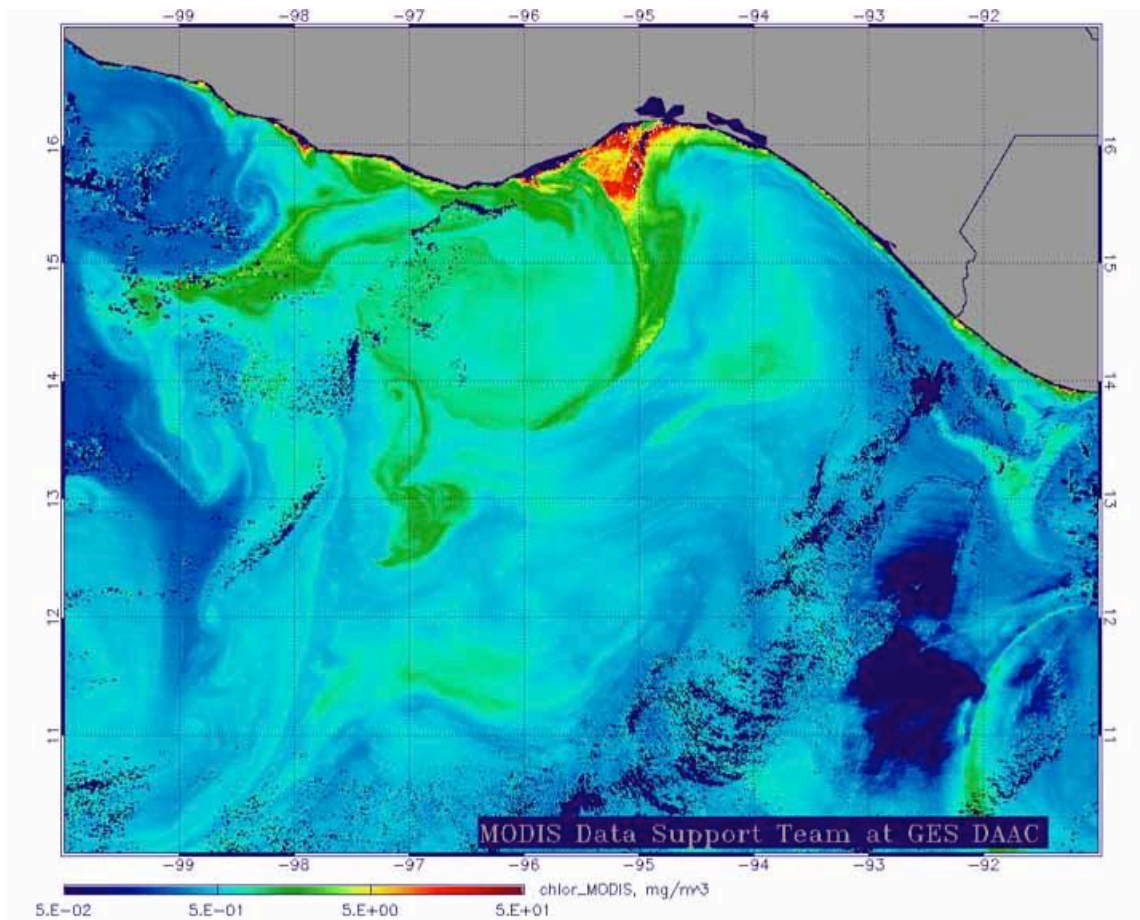 -99 -98 -97 -96 -95 -94 -93 -92
16 16
15 15
14 14
13 13
12 12
11 11
MODIS Data Support Team at GES DAAC
-99 -98 -97 -96 -95 -94 -93 -92
chlor_MODIS, mg/m^3
5.E-02 5.E-01 5.E+00 5.E+01